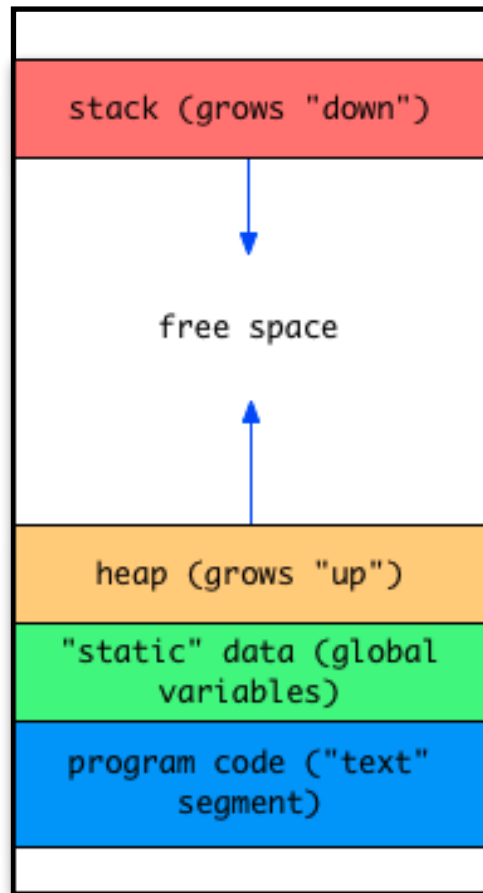 stack (grows "down")
free space
heap (grows "up")
"static" data (global
variables)
program code ("text"
segment)